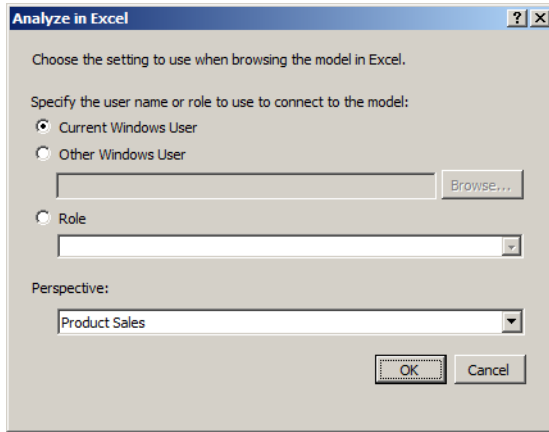 Analyze in Excel
Choose the setting to use when browsing the model in Excel.
Specify the user name or role to use to connect to the model:
Current Windows User
Other Windows User
Browse...
Role
Perspective:
Product Sales
OK Cancel